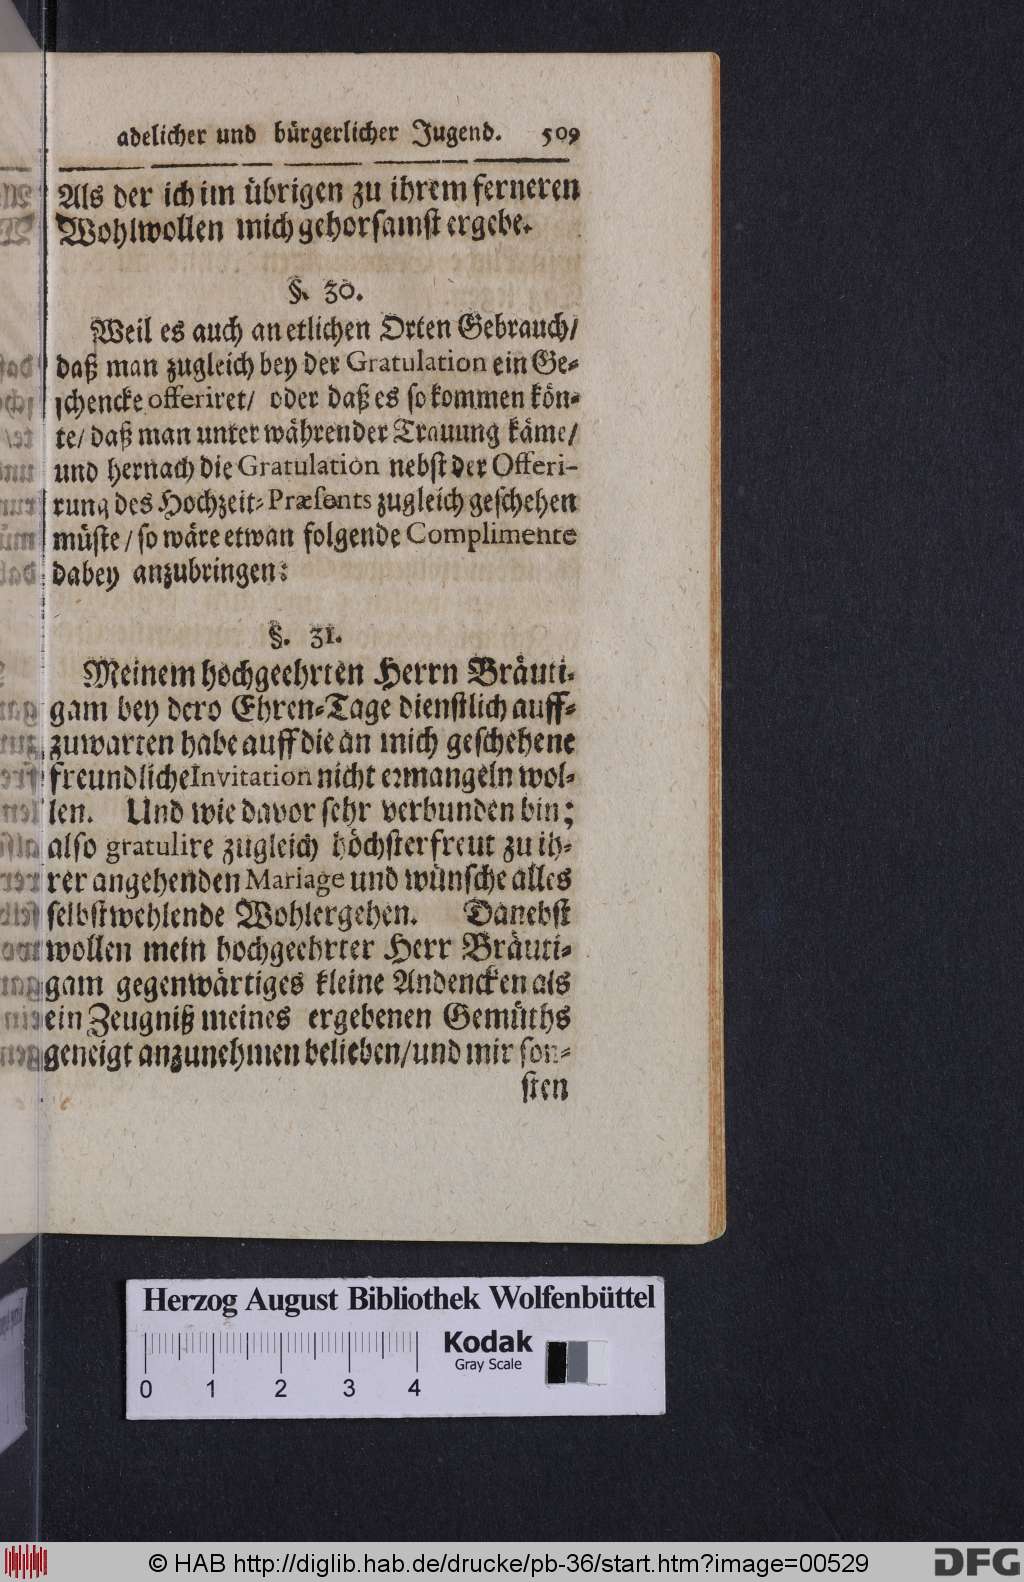 adelicher und bürgerlicher Jugend. 509
Als der ich im übrigen zu ihrem ferneren
Wohlwollen mich gehorsamst ergebe.
§. 30.
Weil es auch an etlichen Orten Gebrauch/
daß man zugleich bey der Gratulation ein Ge-
schencke offeriret/ oder daß es so kommen kön-
te/ daß man unter währender Trauung käme/
und hernach die Gratulation nebst der Offeri-
rung des Hochzeit-Præsents zugleich geschehen
müste/ so wäre etwan folgende Complimente
dabey anzubringen:
§. 31.
Meinem hochgeehrten Herrn Bräuti-
gam bey dero Ehren-Tage dienstlich auff-
zuwarten habe auff die an mich geschehene
freundliche Invitation nicht ermangeln wol-
len. Und wie davor sehr verbunden bin;
also gratulire zugleich höchsterfreut zu ih-
rer angehenden Mariage und wünsche alles
selbstwehlende Wohlergehen. Danebst
wollen mein hochgeehrter Herr Bräuti-
gam gegenwärtiges kleine Andencken als
ein Zeugniß meines ergebenen Gemüths
geneigt anzunehmen belieben/ und mir son-
sten
Herzog August Bibliothek Wolfenbüttel
Kodak
Gray Scale
0 1 2 3 4
© HAB http://diglib.hab.de/drucke/pb-36/start.htm?image=00529
DFG